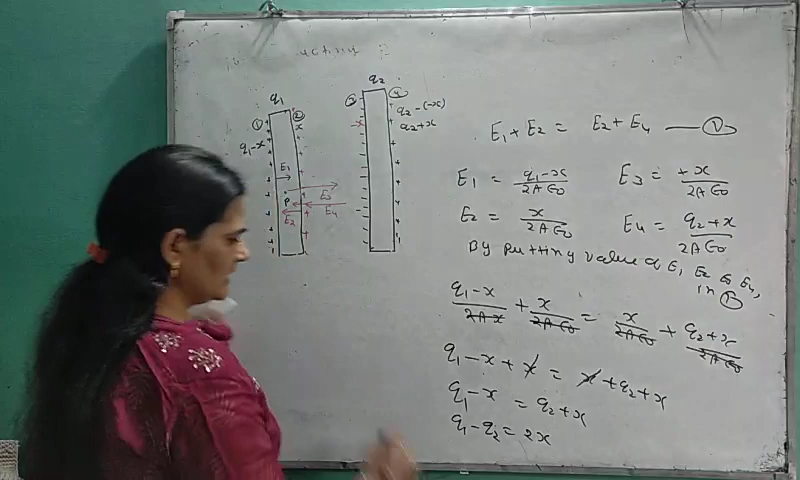 q1
q2
① ②
③ ④
q1-x
x
-x
q2-(-x)
q2+x
E1
P
E3
E4
E2
E1+E2 = E2+E4 — ①
E1 = q1-x / 2Aε0
E3 = +x / 2Aε0
E2 = x / 2Aε0
E4 = q2+x / 2Aε0
By putting value of E1 E2 E3 E4,
in ①
q1-x / 2Ax + x / 2Aε0 = x / 2Aε0 + q2+x / 2Aε0
q1-x+x = x+q2+x
q1-x = q2+x
q1-q2 = 2x